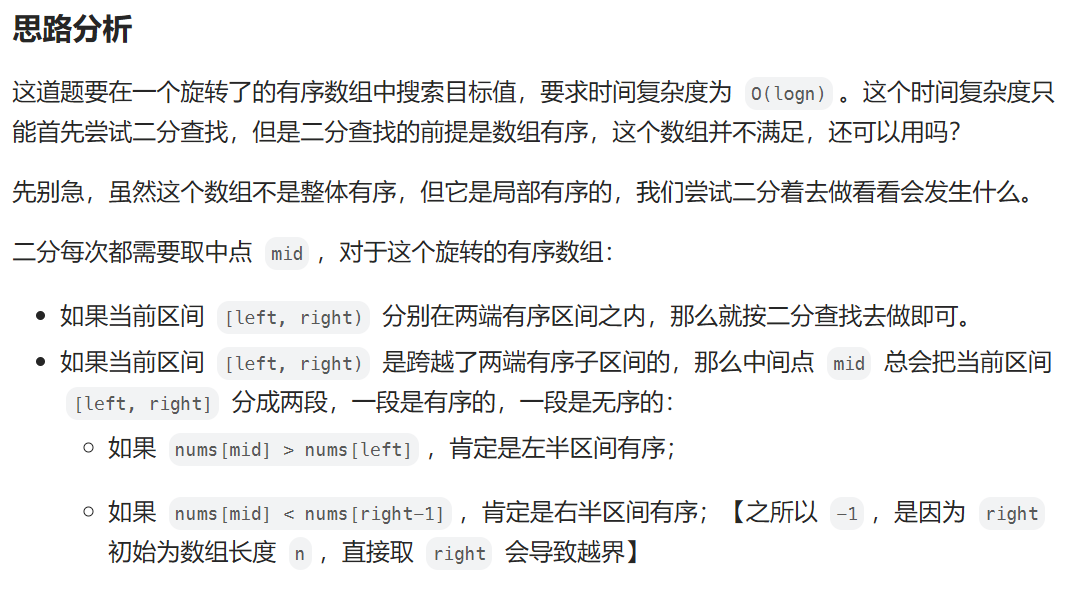 思路分析
这道题要在一个旋转了的有序数组中搜索目标值，要求时间复杂度为 O(logn) 。这个时间复杂度只
能首先尝试二分查找，但是二分查找的前提是数组有序，这个数组并不满足，还可以用吗？
先别急，虽然这个数组不是整体有序，但它是局部有序的，我们尝试二分着去做看看会发生什么。
二分每次都需要取中点 mid ，对于这个旋转的有序数组：
如果当前区间 [left, right) 分别在两端有序区间之内，那么就按二分查找去做即可。
如果当前区间 [left, right) 是跨越了两端有序子区间的，那么中间点 mid 总会把当前区间
[left, right] 分成两段，一段是有序的，一段是无序的：
如果 nums[mid] > nums[left] ，肯定是左半区间有序；
如果 nums[mid] < nums[right-1] ，肯定是右半区间有序；【之所以 -1 ，是因为 right
初始为数组长度 n ，直接取 right 会导致越界】